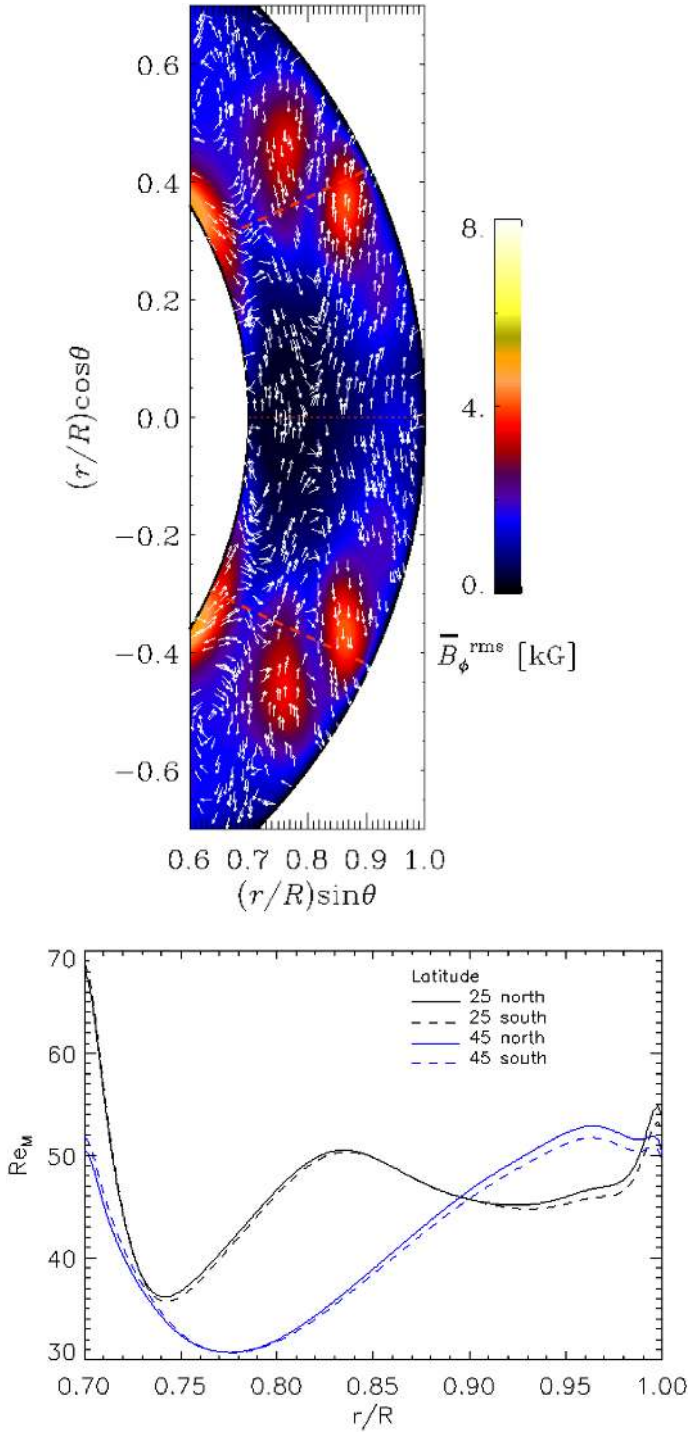 0.6
0.4
0.2
0.0
−0.2
−0.4
−0.6
(r/R)cosθ
0.6 0.7 0.8 0.9 1.0
(r/R)sinθ
8.
4.
0.
B̅ϕ^rms [kG]
70
60
50
40
30
Re_M
Latitude
25 north
25 south
45 north
45 south
0.70 0.75 0.80 0.85 0.90 0.95 1.00
r/R